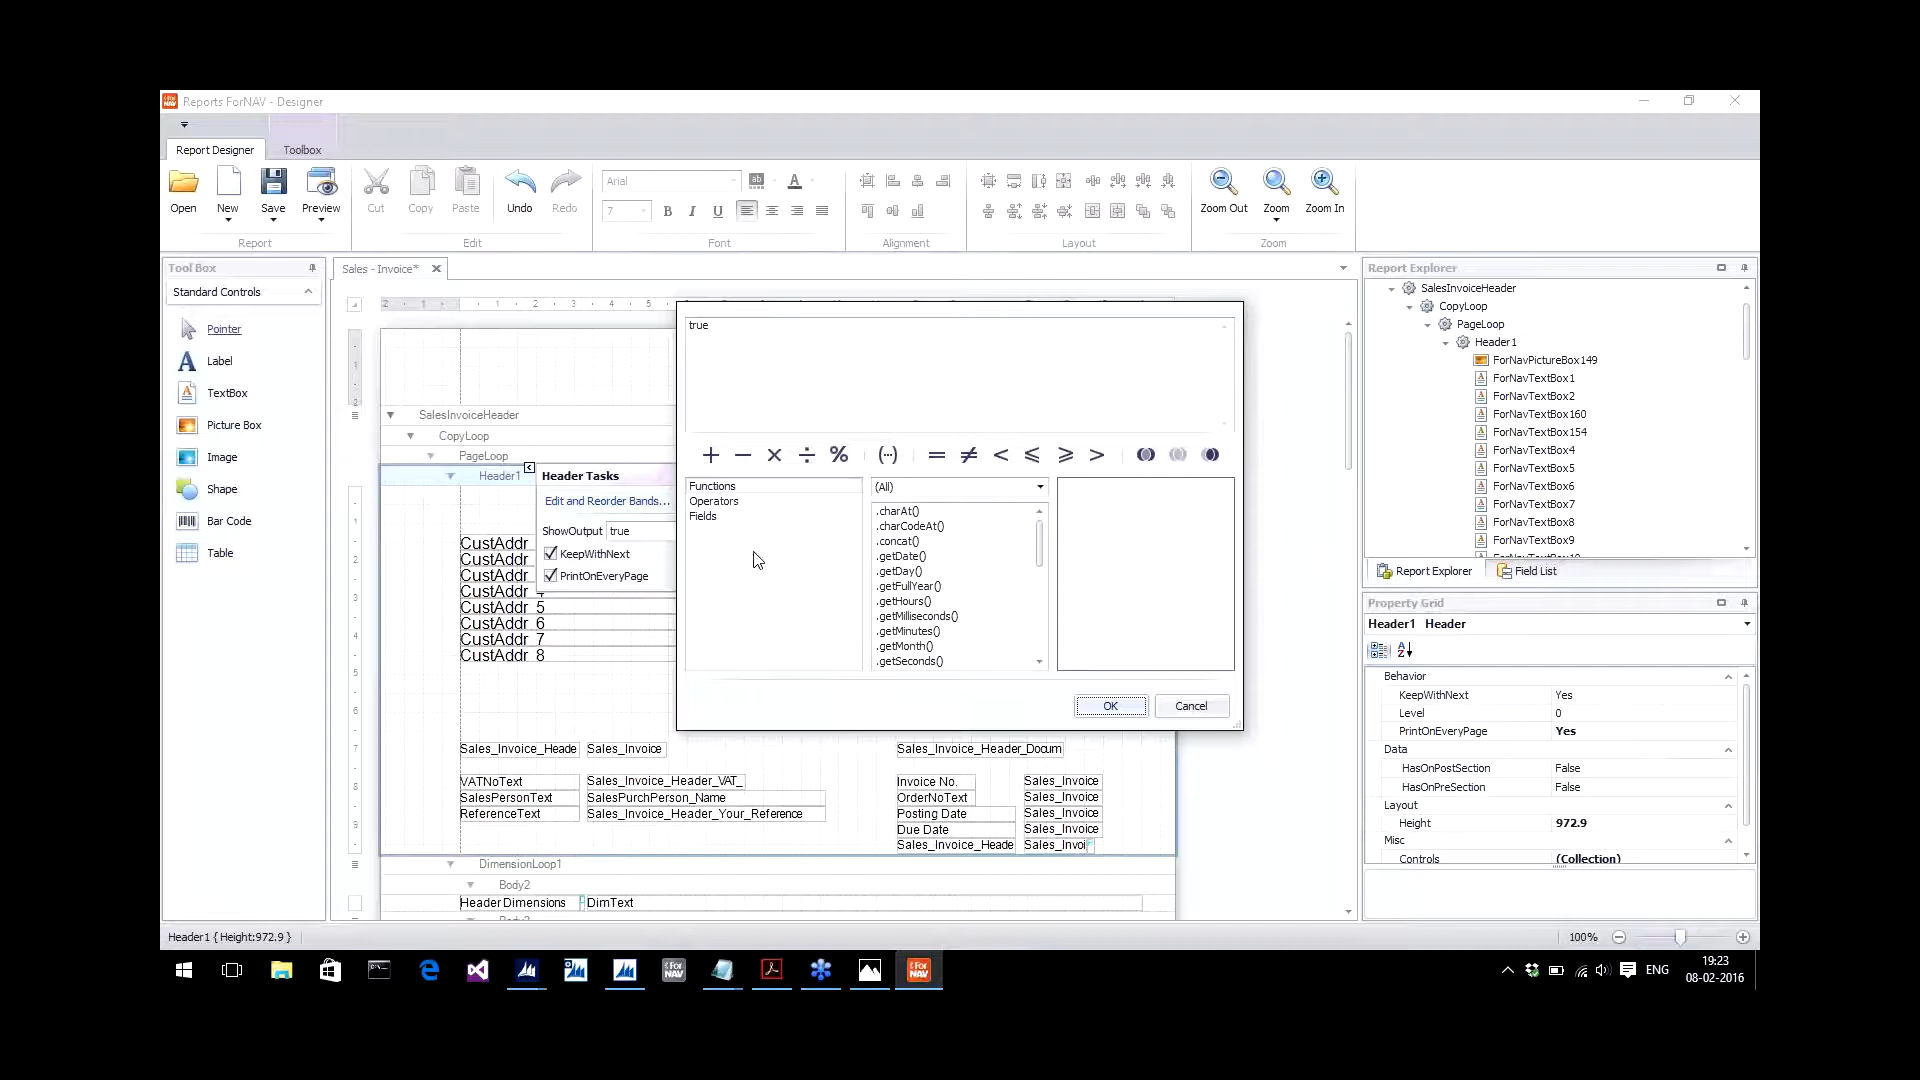 Reports ForNAV - Designer
Report Designer
Toolbox
Open
New
Save
Preview
Report
Cut
Copy
Paste
Undo
Redo
Edit
Arial
7
B I U
A
Font
Alignment
Layout
Zoom Out
Zoom
Zoom In
Zoom
Tool Box
Standard Controls
Pointer
Label
TextBox
Picture Box
Image
Shape
Bar Code
Table
Sales - Invoice*
SalesInvoiceHeader
CopyLoop
PageLoop
Header1
Header Tasks
Edit and Reorder Bands...
ShowOutput true
KeepWithNext
PrintOnEveryPage
CustAddr
CustAddr
CustAddr
CustAddr 4
CustAddr 5
CustAddr 6
CustAddr 7
CustAddr 8
Sales_Invoice_Heade Sales_Invoice Sales_Invoice_Header_Docum
VATNoText Sales_Invoice_Header_VAT_ Invoice No. Sales_Invoice
SalesPersonText SalesPurchPerson_Name OrderNoText Sales_Invoice
ReferenceText Sales_Invoice_Header_Your_Reference Posting Date Sales_Invoice
Due Date Sales_Invoice
Sales_Invoice_Heade Sales_Invoi
DimensionLoop1
Body2
Header Dimensions DimText
true
Functions
Operators
Fields
(All)
.charAt()
.charCodeAt()
.concat()
.getDate()
.getDay()
.getFullYear()
.getHours()
.getMilliseconds()
.getMinutes()
.getMonth()
.getSeconds()
OK
Cancel
Report Explorer
SalesInvoiceHeader
CopyLoop
PageLoop
Header1
ForNavPictureBox149
ForNavTextBox1
ForNavTextBox2
ForNavTextBox160
ForNavTextBox154
ForNavTextBox4
ForNavTextBox5
ForNavTextBox6
ForNavTextBox7
ForNavTextBox8
ForNavTextBox9
Report Explorer
Field List
Property Grid
Header1 Header
Behavior
KeepWithNext Yes
Level 0
PrintOnEveryPage Yes
Data
HasOnPostSection False
HasOnPreSection False
Layout
Height 972.9
Misc
Controls (Collection)
Header1 { Height:972.9 }
100%
ENG
19:23
08-02-2016